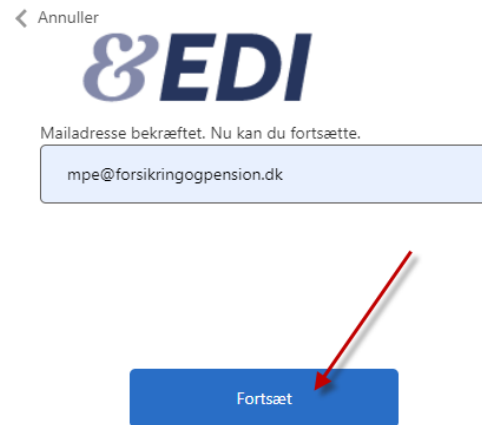 Annuller
&EDI
Mailadresse bekræftet. Nu kan du fortsætte.
mpe@forsikringogpension.dk
Fortsæt